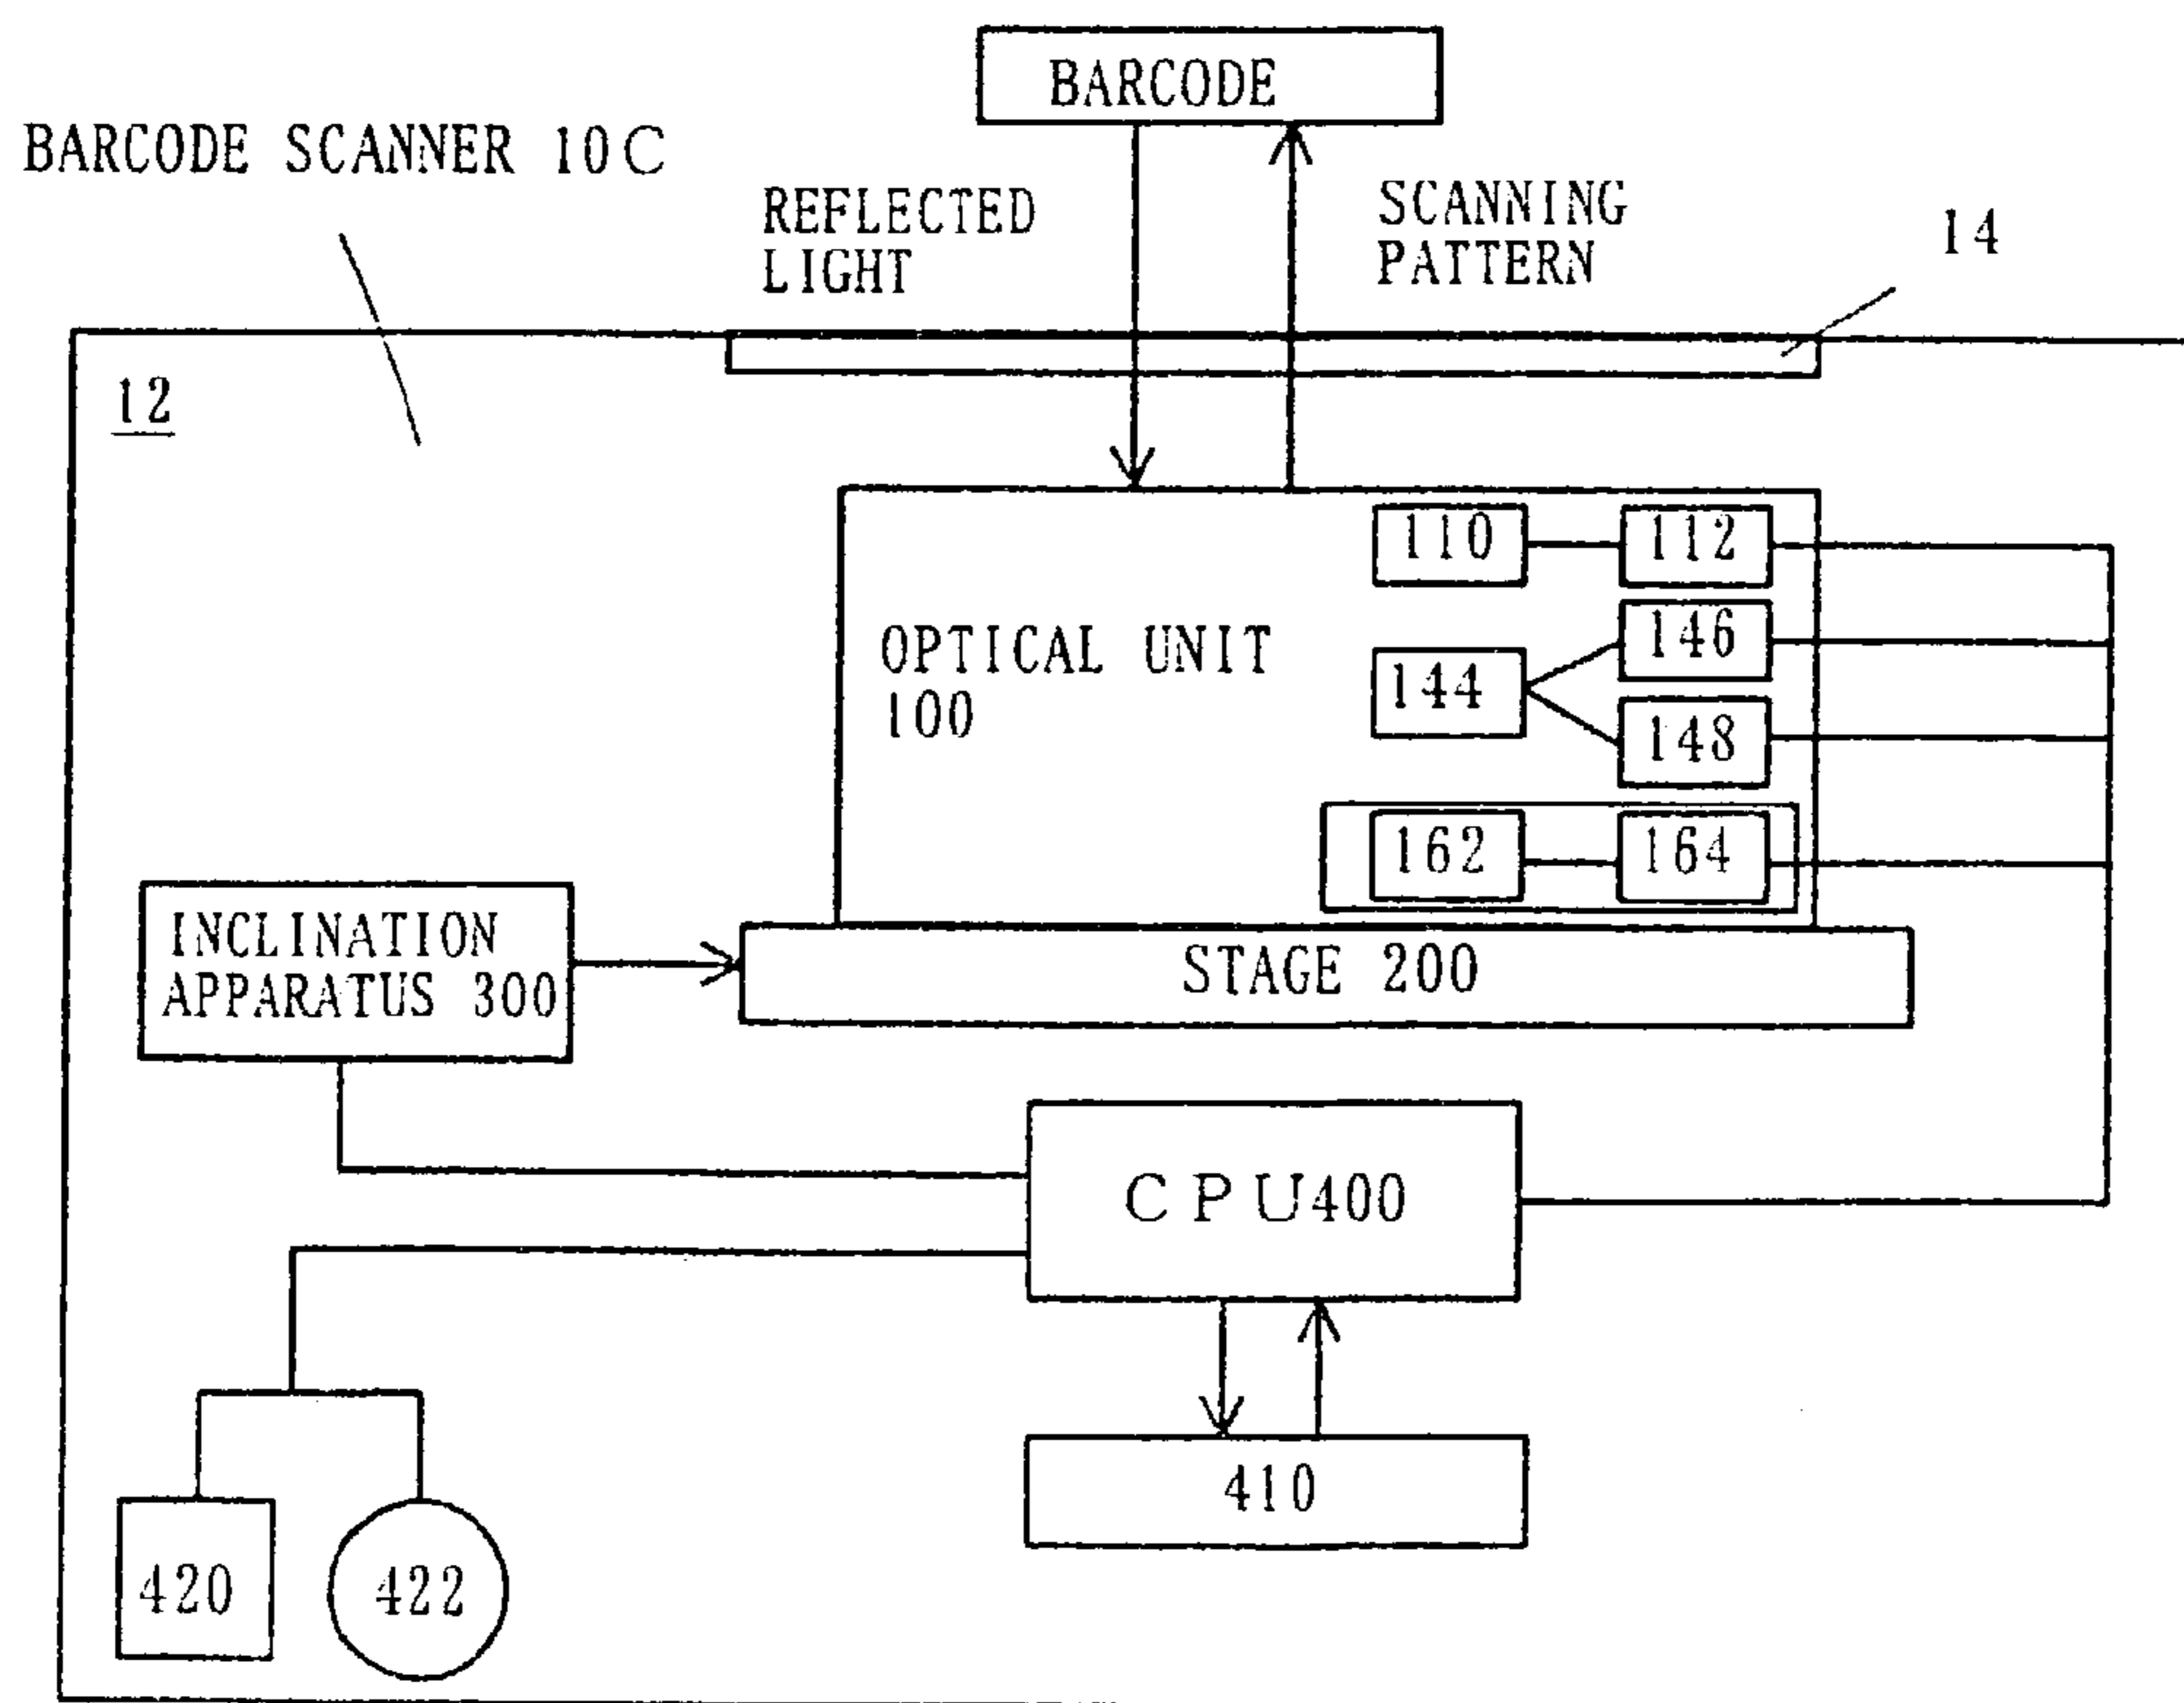 BARCODE
BARCODE SCANNER 10C
REFLECTED
LIGHT
SCANNING
PATTERN
14
12
110
112
OPTICAL UNIT
100
144
146
148
162
164
INCLINATION
APPARATUS 300
STAGE 200
CPU400
410
420
422